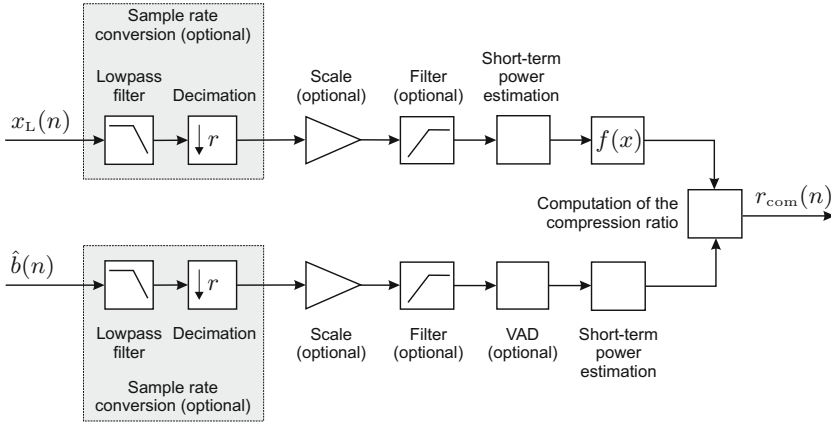 Sample rate
conversion (optional)
Lowpass
filter
Decimation
Scale
(optional)
Filter
(optional)
Short-term
power
estimation
x_L(n)
r
f(x)
Computation of the
compression ratio
r_com(n)
b̂(n)
r
Lowpass
filter
Decimation
Scale
(optional)
Filter
(optional)
VAD
(optional)
Short-term
power
estimation
Sample rate
conversion (optional)